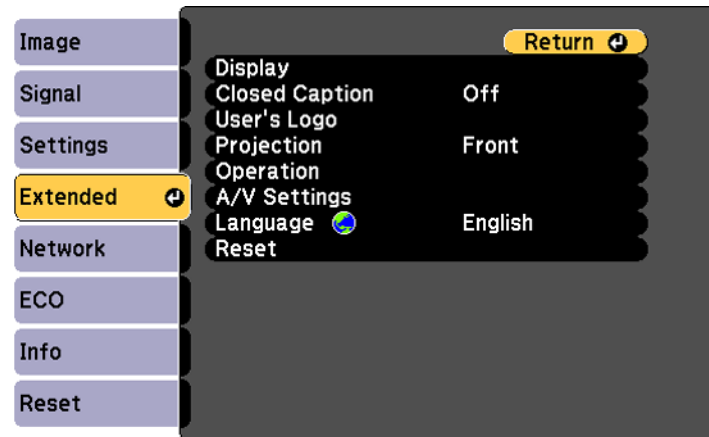 Image
Signal
Settings
Extended
Network
ECO
Info
Reset
Return
Display
Closed Caption Off
User's Logo
Projection Front
Operation
A/V Settings
Language English
Reset